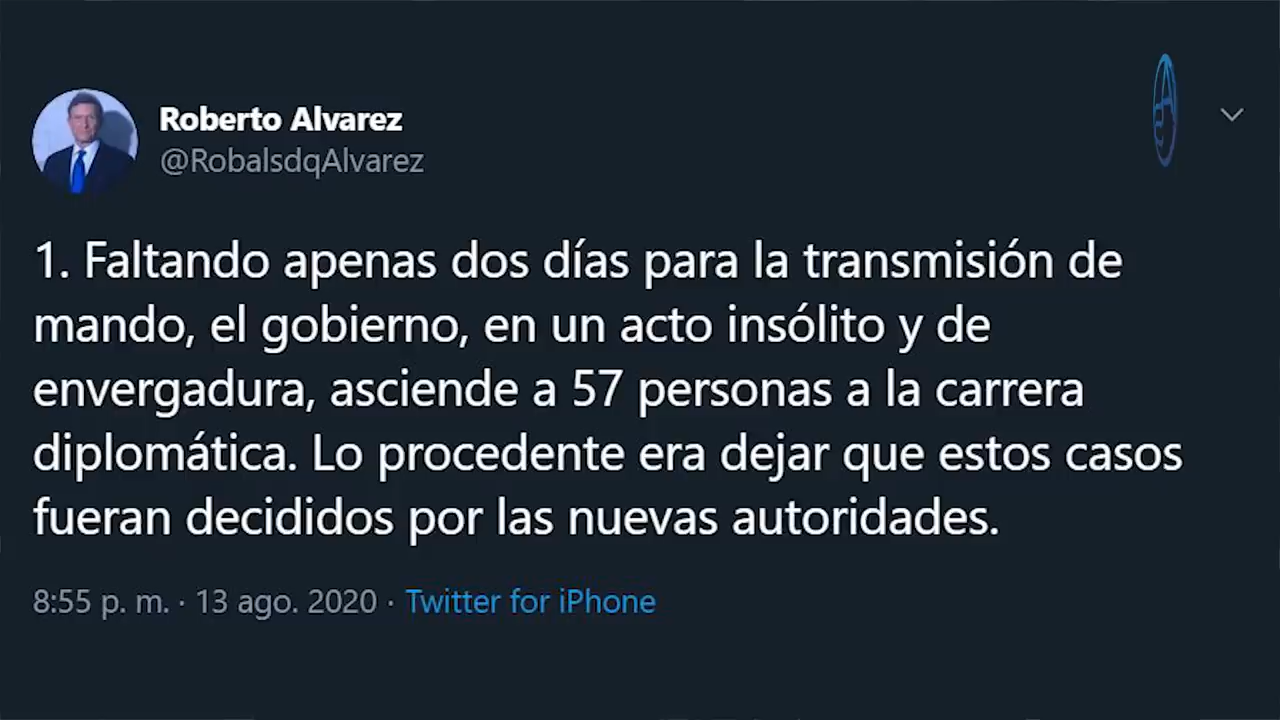 Roberto Alvarez
@RobalsdqAlvarez
1. Faltando apenas dos días para la transmisión de
mando, el gobierno, en un acto insólito y de
envergadura, asciende a 57 personas a la carrera
diplomática. Lo procedente era dejar que estos casos
fueran decididos por las nuevas autoridades.
8:55 p. m. · 13 ago. 2020 · Twitter for iPhone